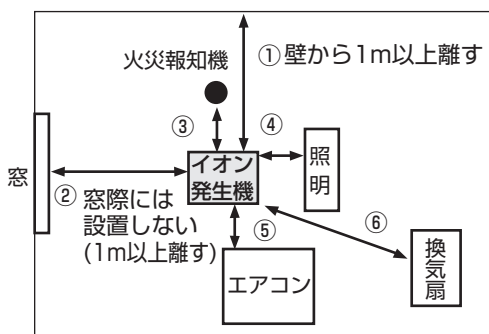 ①壁から1m以上離す
火災報知機
③
④
イオン
発生機
照明
窓
②窓際には
設置しない
(1m以上離す)
⑤
⑥
エアコン
換気扇